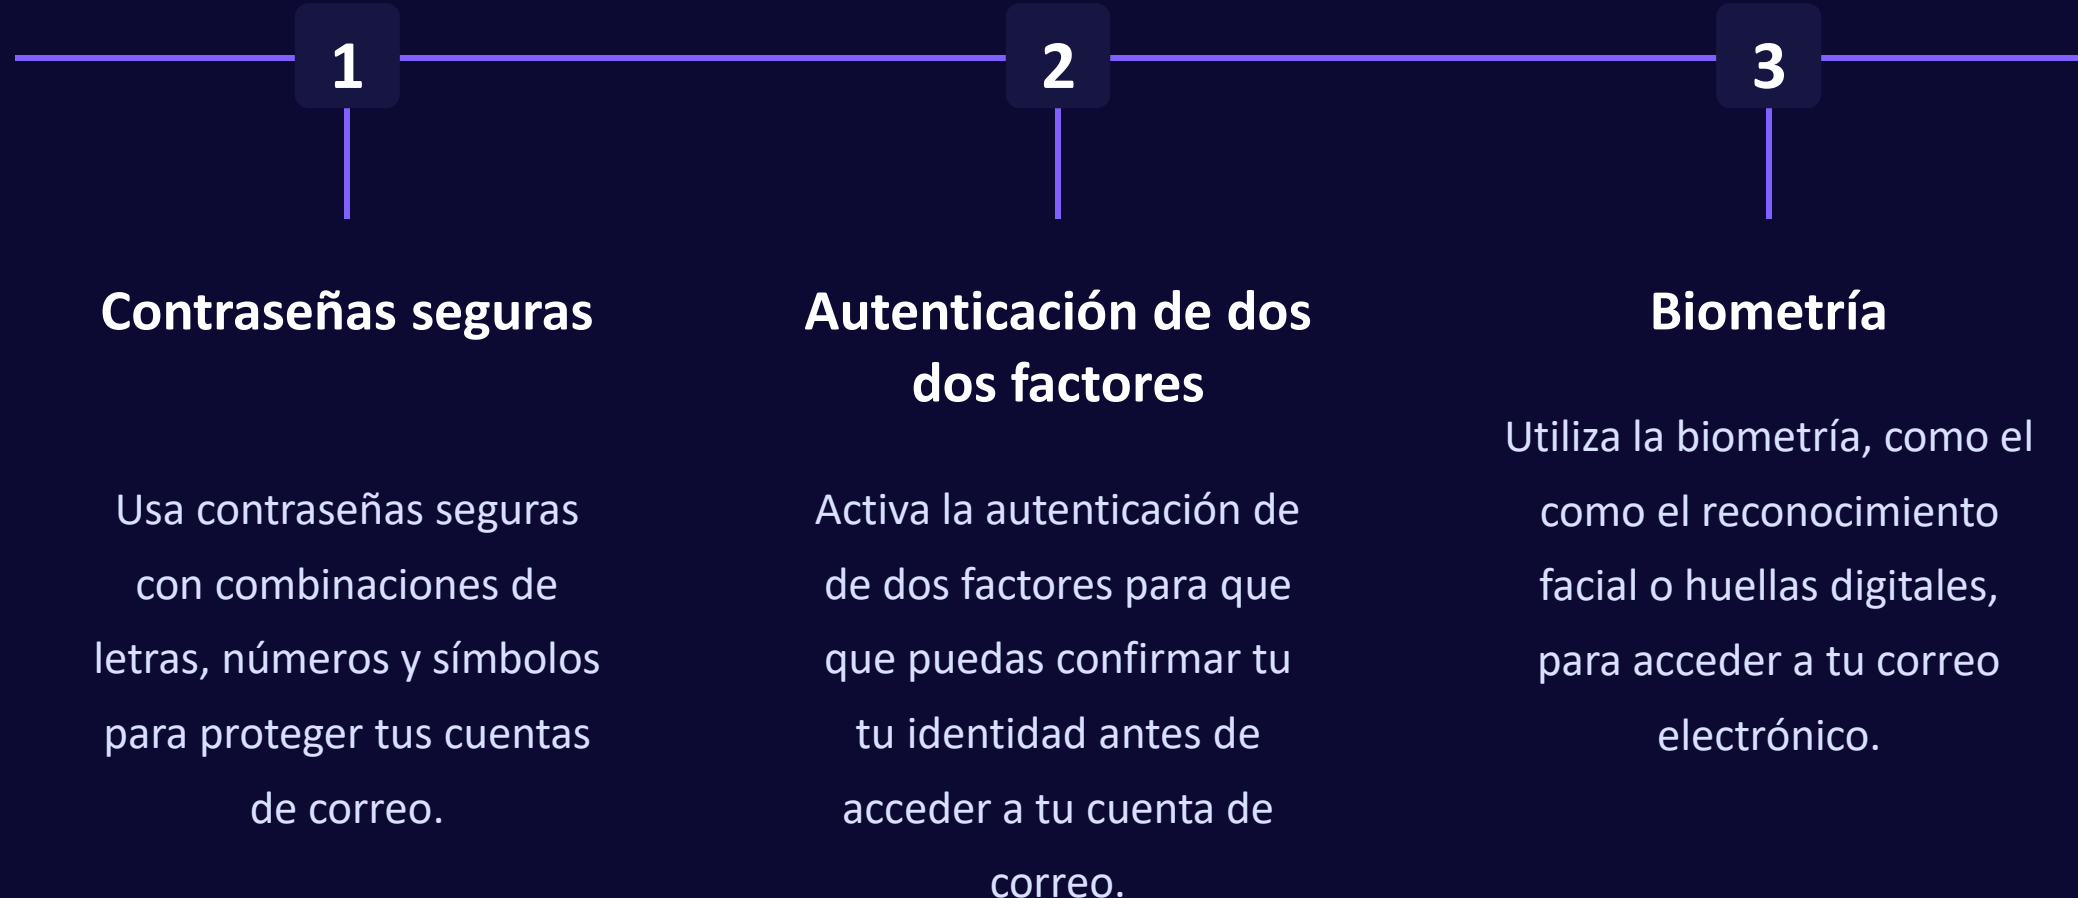 1
Contraseñas seguras
Usa contraseñas seguras
con combinaciones de
letras, números y símbolos
para proteger tus cuentas
de correo.
2
Autenticación de dos
dos factores
Activa la autenticación de
de dos factores para que
que puedas confirmar tu
tu identidad antes de
acceder a tu cuenta de
correo.
3
Biometría
Utiliza la biometría, como el
como el reconocimiento
facial o huellas digitales,
para acceder a tu correo
electrónico.